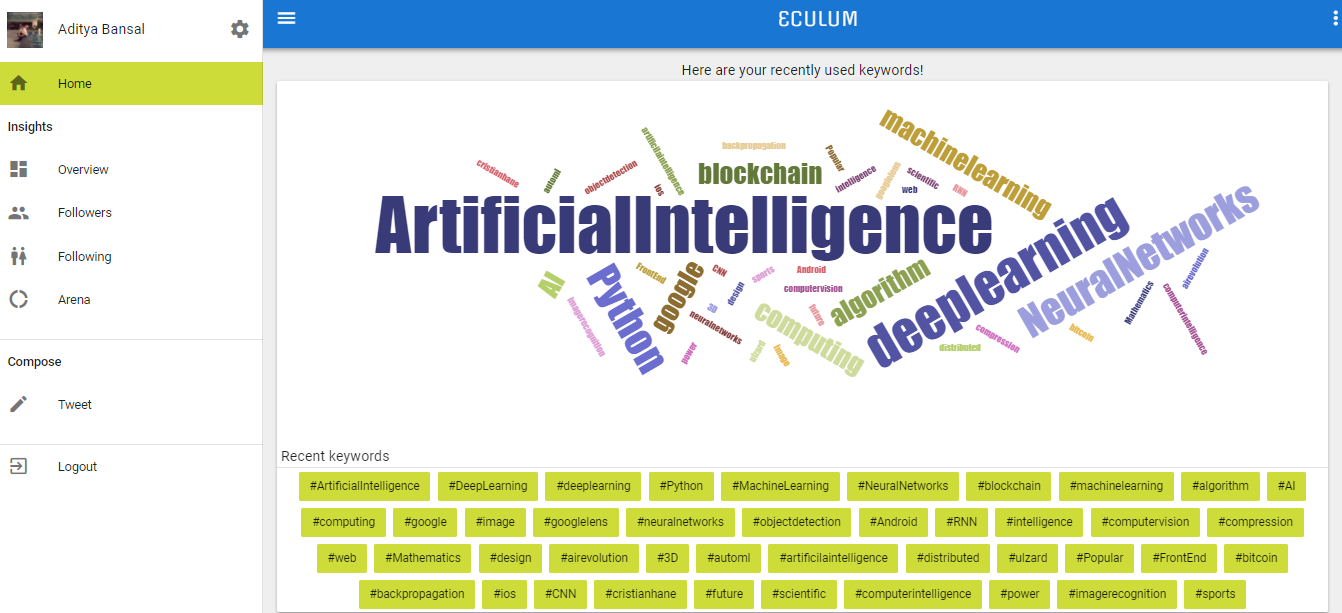 Aditya Bansal
Home
Insights
Overview
Followers
Following
Arena
Compose
Tweet
Logout
ECULUM
Here are your recently used keywords!
machinelearning
artificilaintelligence
backpropagation
Popular
cristianhane
automl
objectdetection
ios
blockchain
intelligence
googlelens
scientific
web
RNN
ArtificialIntelligence
deeplearning
NeuralNetworks
AI
imagerecognition
Python
FrontEnd
google
CNN
3D
design
sports
Android
computervision
algorithm
neuralnetworks
power
future
computing
ulzard
image
compression
distributed
bitcoin
Mathematics
airevolution
computerintelligence
Recent keywords
#ArtificialIntelligence #DeepLearning #deeplearning #Python #MachineLearning #NeuralNetworks #blockchain #machinelearning #algorithm #AI
#computing #google #image #googlelens #neuralnetworks #objectdetection #Android #RNN #intelligence #computervision #compression
#web #Mathematics #design #airevolution #3D #automl #artificilaintelligence #distributed #ulzard #Popular #FrontEnd #bitcoin
#backpropagation #ios #CNN #cristianhane #future #scientific #computerintelligence #power #imagerecognition #sports